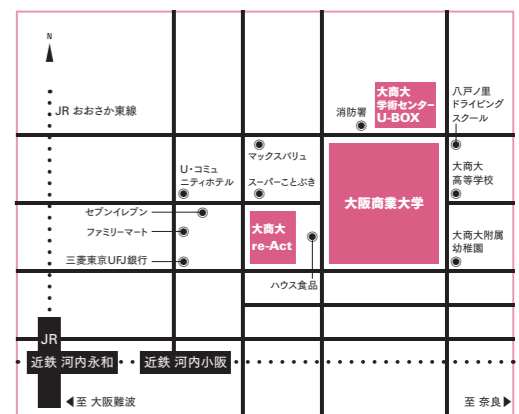 N
JR おおさか東線
大商大
学術センター
U-BOX
消防署
八戸ノ里
ドライビング
スクール
マックスバリュ
U・コミュ
ニティホテル
スーパーことぶき
大阪商業大学
大商大
高等学校
セブンイレブン
ファミリーマート
三菱東京UFJ銀行
大商大
re-Act
大商大附属
幼稚園
ハウス食品
JR
近鉄 河内永和
近鉄 河内小阪
至 大阪難波
至 奈良